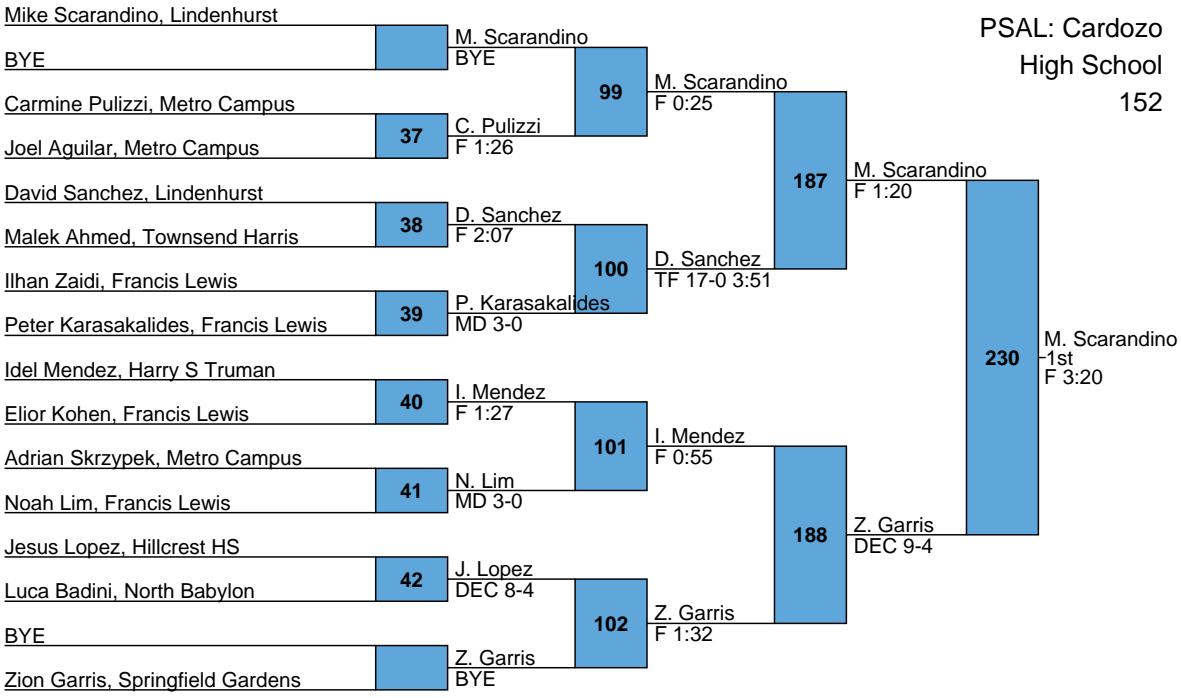 PSAL: Cardozo
High School
152
Mike Scarandino, Lindenhurst
BYE
Carmine Pulizzi, Metro Campus
Joel Aguilar, Metro Campus
David Sanchez, Lindenhurst
Malek Ahmed, Townsend Harris
Ilhan Zaidi, Francis Lewis
Peter Karasakalides, Francis Lewis
Idel Mendez, Harry S Truman
Elior Kohen, Francis Lewis
Adrian Skrzypek, Metro Campus
Noah Lim, Francis Lewis
Jesus Lopez, Hillcrest HS
Luca Badini, North Babylon
BYE
Zion Garris, Springfield Gardens
37
38
39
40
41
42
M. Scarandino
BYE
C. Pulizzi
F 1:26
D. Sanchez
F 2:07
P. Karasakalides
MD 3-0
I. Mendez
F 1:27
N. Lim
MD 3-0
J. Lopez
DEC 8-4
Z. Garris
BYE
99
100
101
102
M. Scarandino
F 0:25
D. Sanchez
TF 17-0 3:51
I. Mendez
F 0:55
Z. Garris
F 1:32
187
188
M. Scarandino
F 1:20
Z. Garris
DEC 9-4
230
M. Scarandino
1st
F 3:20